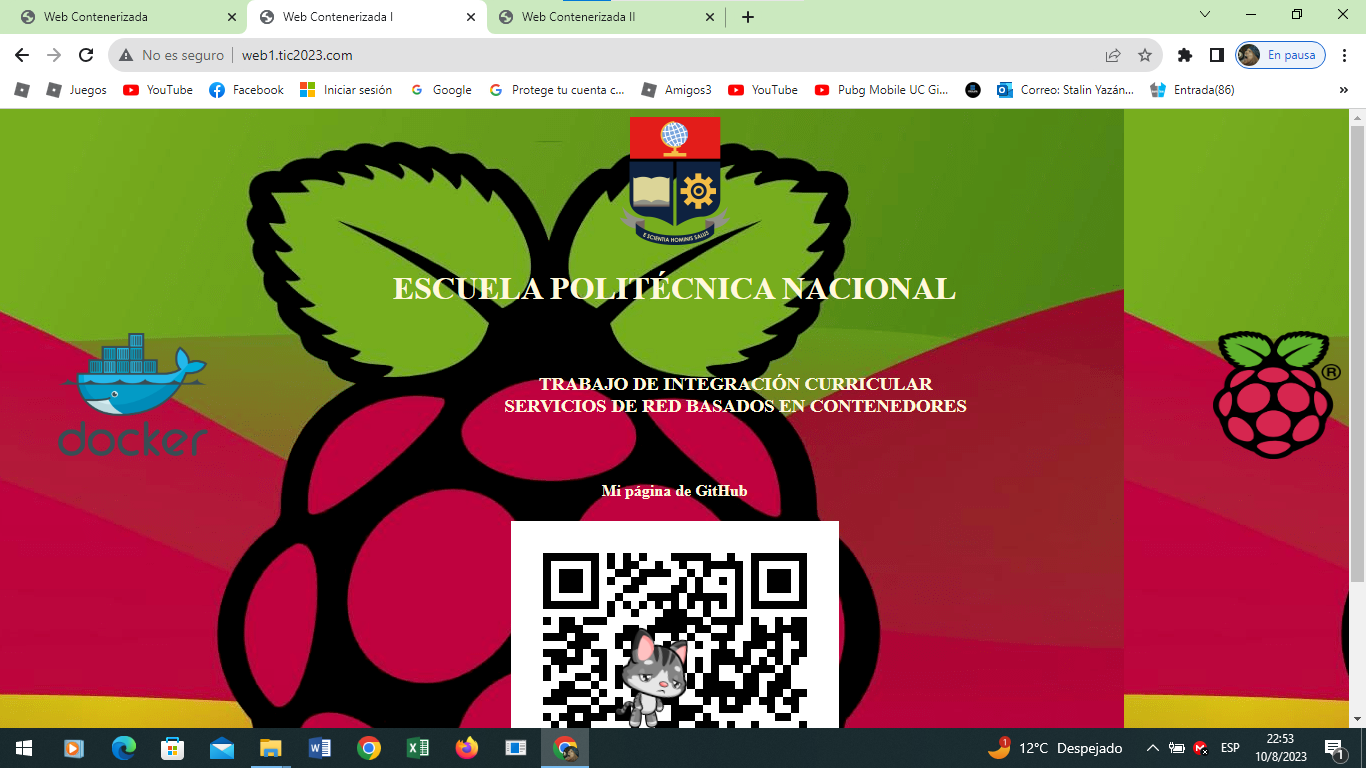 Web Contenerizada
Web Contenerizada I
Web Contenerizada II
No es seguro
web1.tic2023.com
En pausa
Juegos
YouTube
Facebook
Iniciar sesión
Google
Protege tu cuenta c...
Amigos3
YouTube
Pubg Mobile UC Gi...
Correo: Stalin Yazán...
Entrada(86)
E SCIENTIA HOMINIS SALUS
ESCUELA POLITÉCNICA NACIONAL
docker
®
TRABAJO DE INTEGRACIÓN CURRICULAR
SERVICIOS DE RED BASADOS EN CONTENEDORES
Mi página de GitHub
1
12°C Despejado
ESP
22:53
10/8/2023
1